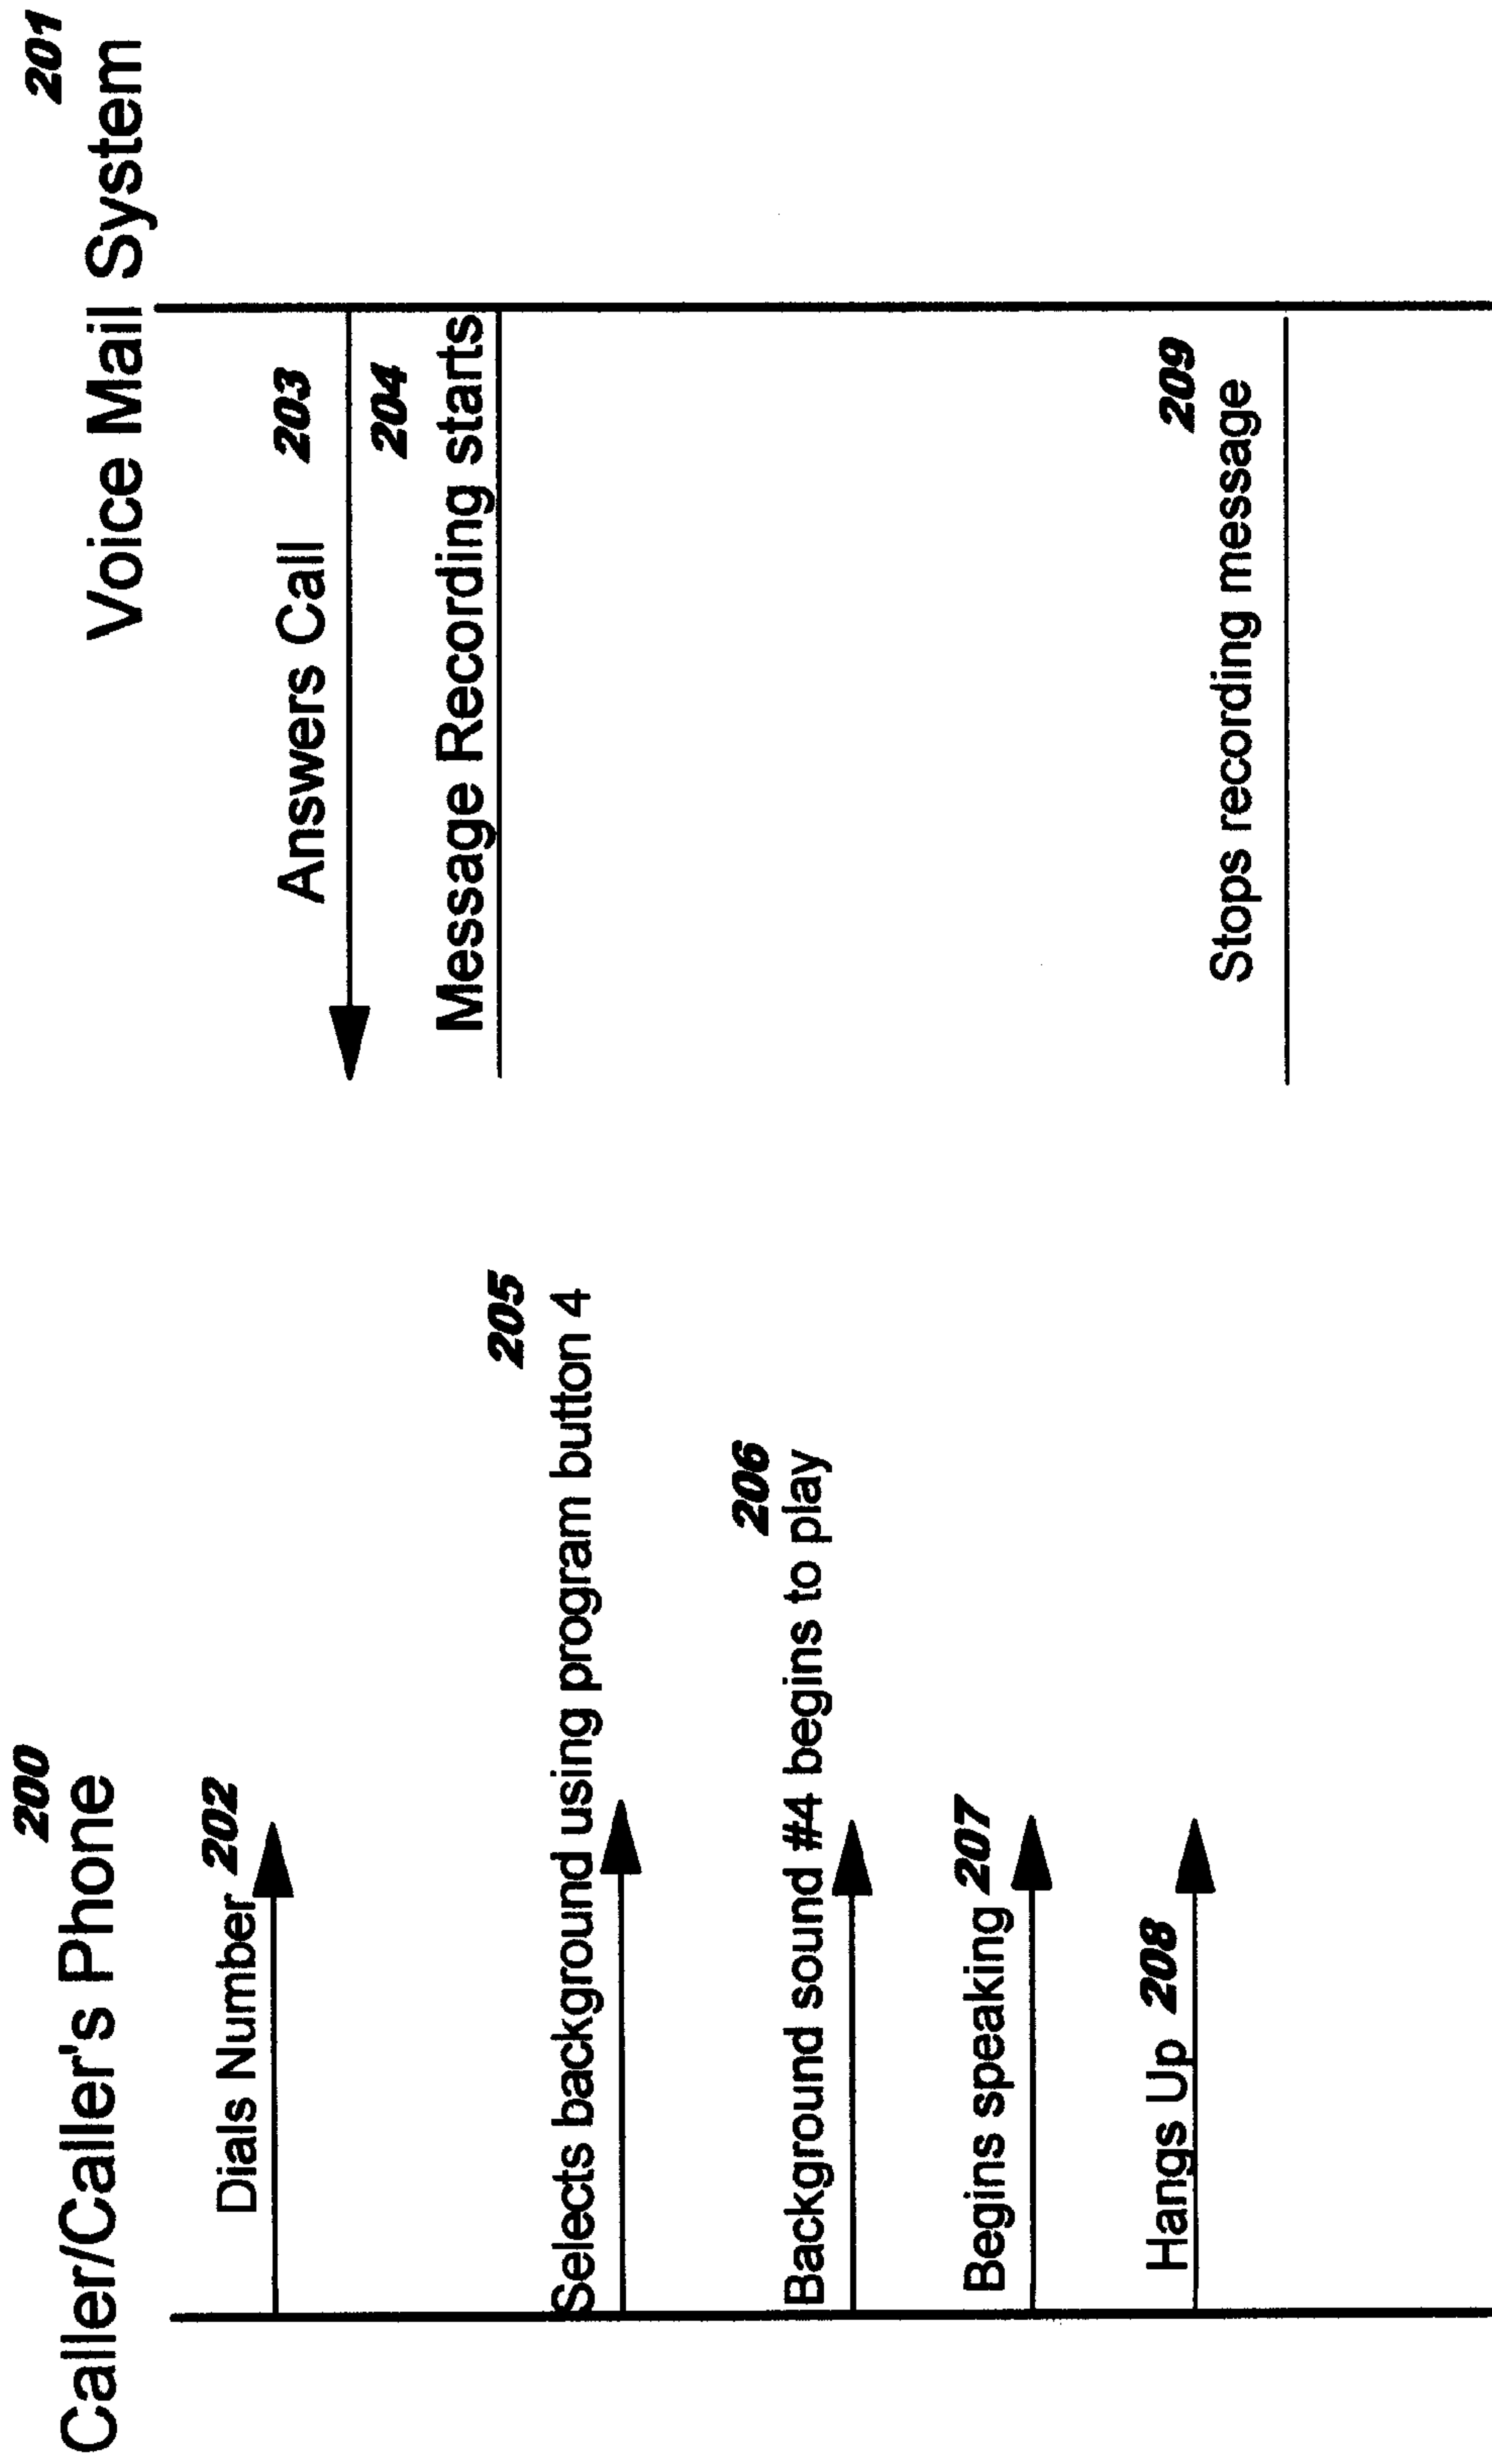 200
Caller/Caller's Phone
201
Voice Mail System
Dials Number 202
Answers Call 203
204
Message Recording starts
205
Selects background using program button 4
206
Background sound #4 begins to play
Begins speaking 207
Hangs Up 208
209
Stops recording message